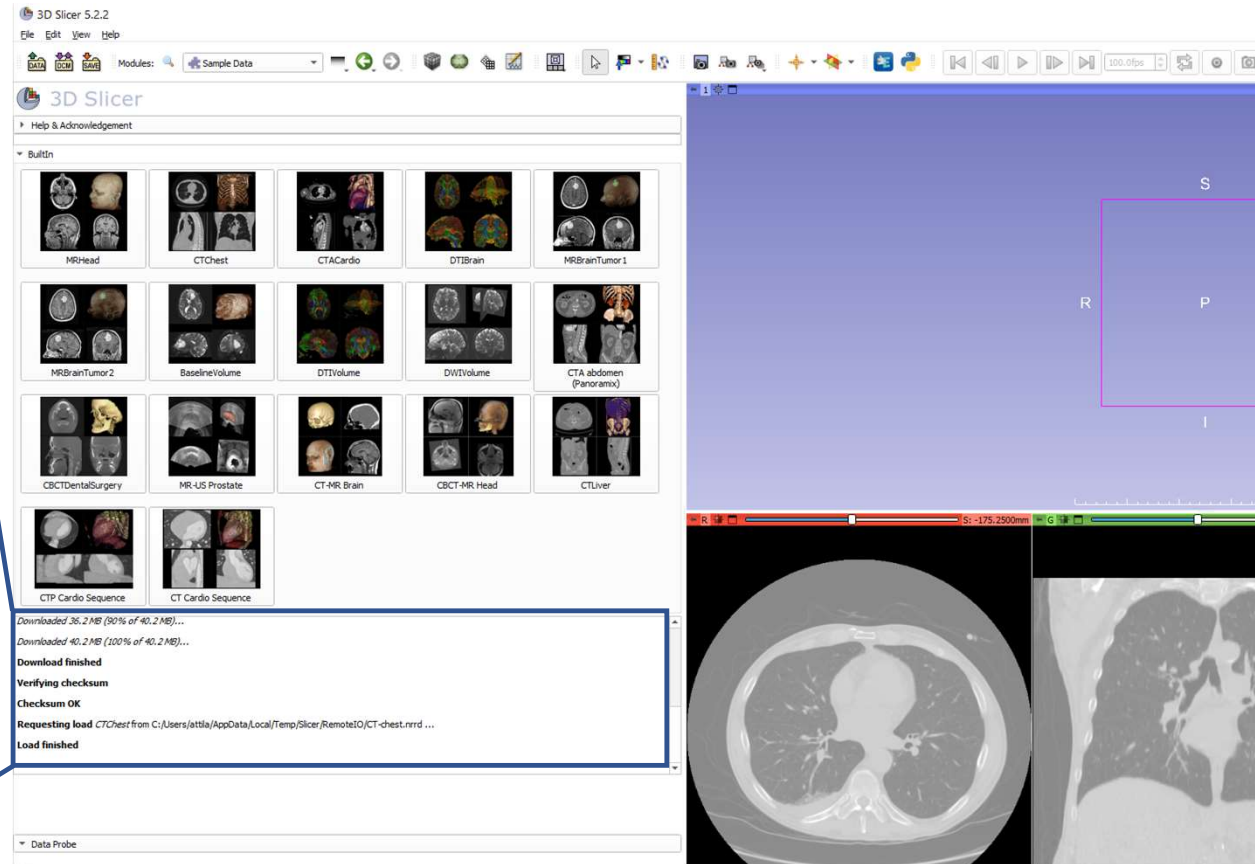 3D Slicer 5.2.2
File Edit View Help
DATA DCM SAVE Modules: Sample Data 100.0fps
3D Slicer
Help & Acknowledgement
BuiltIn
MRHead CTChest CTACardio DTIBrain MRBrainTumor1
MRBrainTumor2 BaselineVolume DTIVolume DWIVolume CTA abdomen
(Panoramix)
CBCTDentalSurgery MR-US Prostate CT-MR Brain CBCT-MR Head CTLiver
CTP Cardio Sequence CT Cardio Sequence
Downloaded 36.2 MB (90% of 40.2 MB)...
Downloaded 40.2 MB (100% of 40.2 MB)...
Download finished
Verifying checksum
Checksum OK
Requesting load CTChest from C:/Users/attila/AppData/Local/Temp/Slicer/RemoteIO/CT-chest.nrrd ...
Load finished
Data Probe
1
S
R P
I
R S: -175.2500mm G